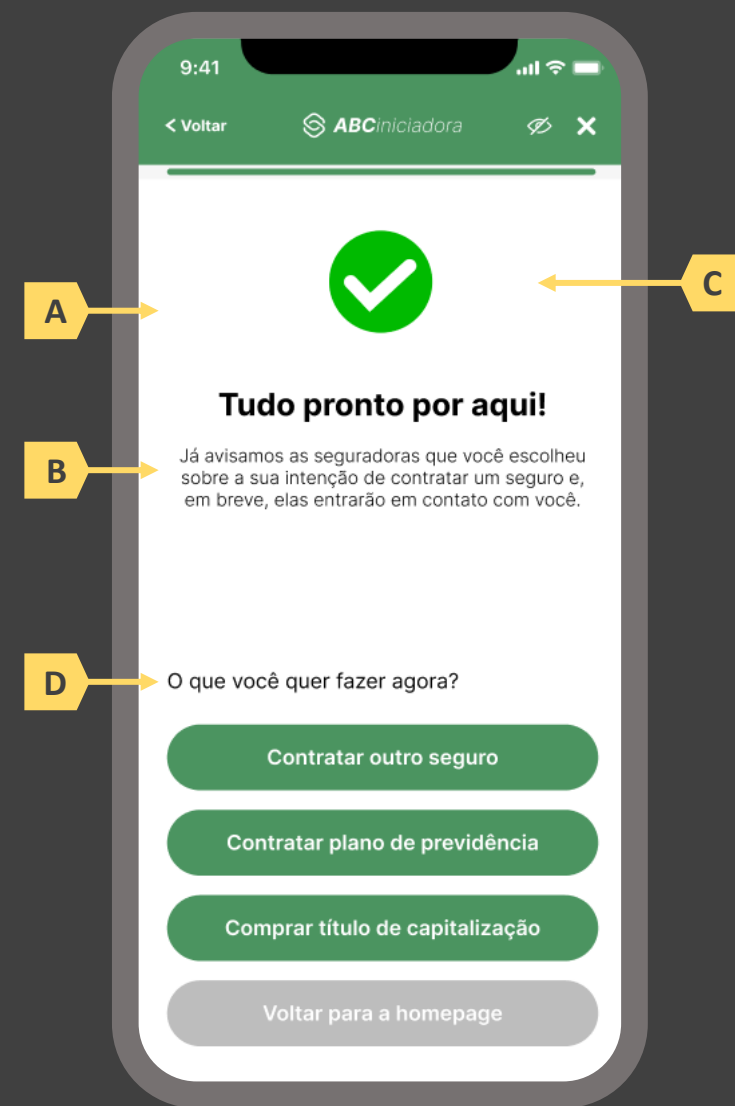 9:41
< Voltar
ABCiniciadora
C
A
Tudo pronto por aqui!
B
Já avisamos as seguradoras que você escolheu
sobre a sua intenção de contratar um seguro e,
em breve, elas entrarão em contato com você.
D
O que você quer fazer agora?
Contratar outro seguro
Contratar plano de previdência
Comprar título de capitalização
Voltar para a homepage